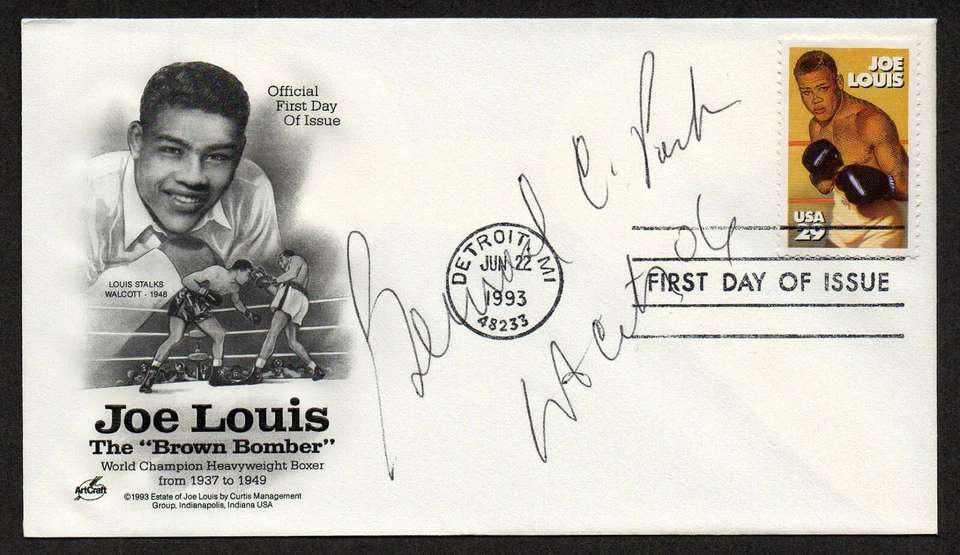 Official
First Day
Of Issue
JOE
LOUIS
USA
29
LOUIS STALKS
WALCOTT - 1948
DETROIT, MI
JUN 22
1993
48233
FIRST DAY OF ISSUE
Joe Louis
The “Brown Bomber”
World Champion Heavyweight Boxer
from 1937 to 1949
ArtCraft
©1993 Estate of Joe Louis by Curtis Management
Group, Indianapolis, Indiana USA